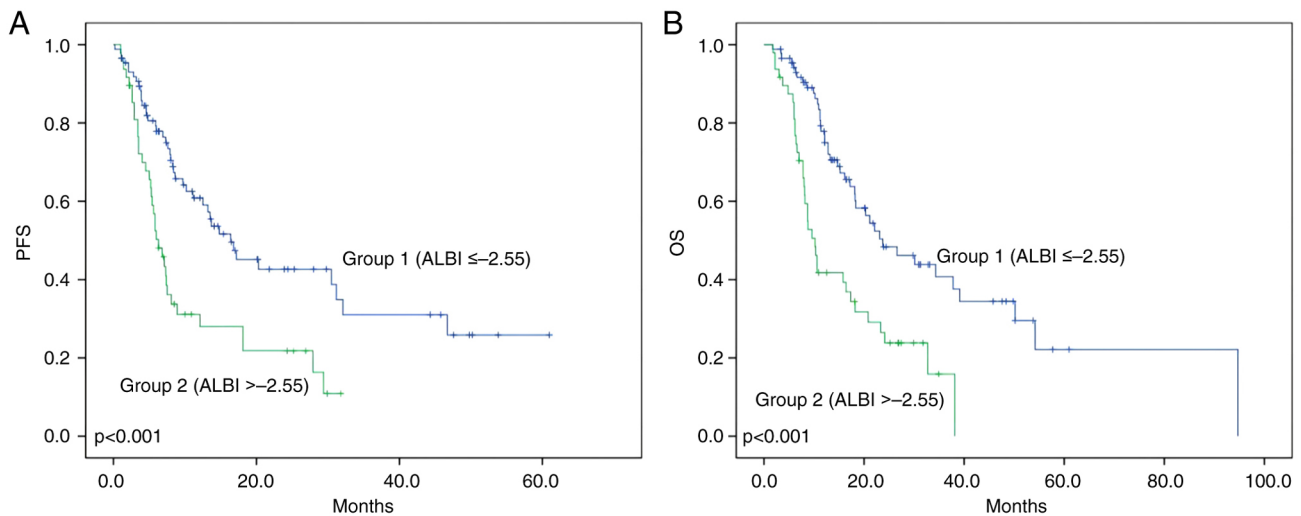 A
PFS
1.0
0.8
0.6
0.4
0.2
0.0
Group 1 (ALBI ≤–2.55)
Group 2 (ALBI >–2.55)
p<0.001
0.0 20.0 40.0 60.0
Months
B
OS
1.0
0.8
0.6
0.4
0.2
0.0
Group 1 (ALBI ≤–2.55)
Group 2 (ALBI >–2.55)
p<0.001
0.0 20.0 40.0 60.0 80.0 100.0
Months